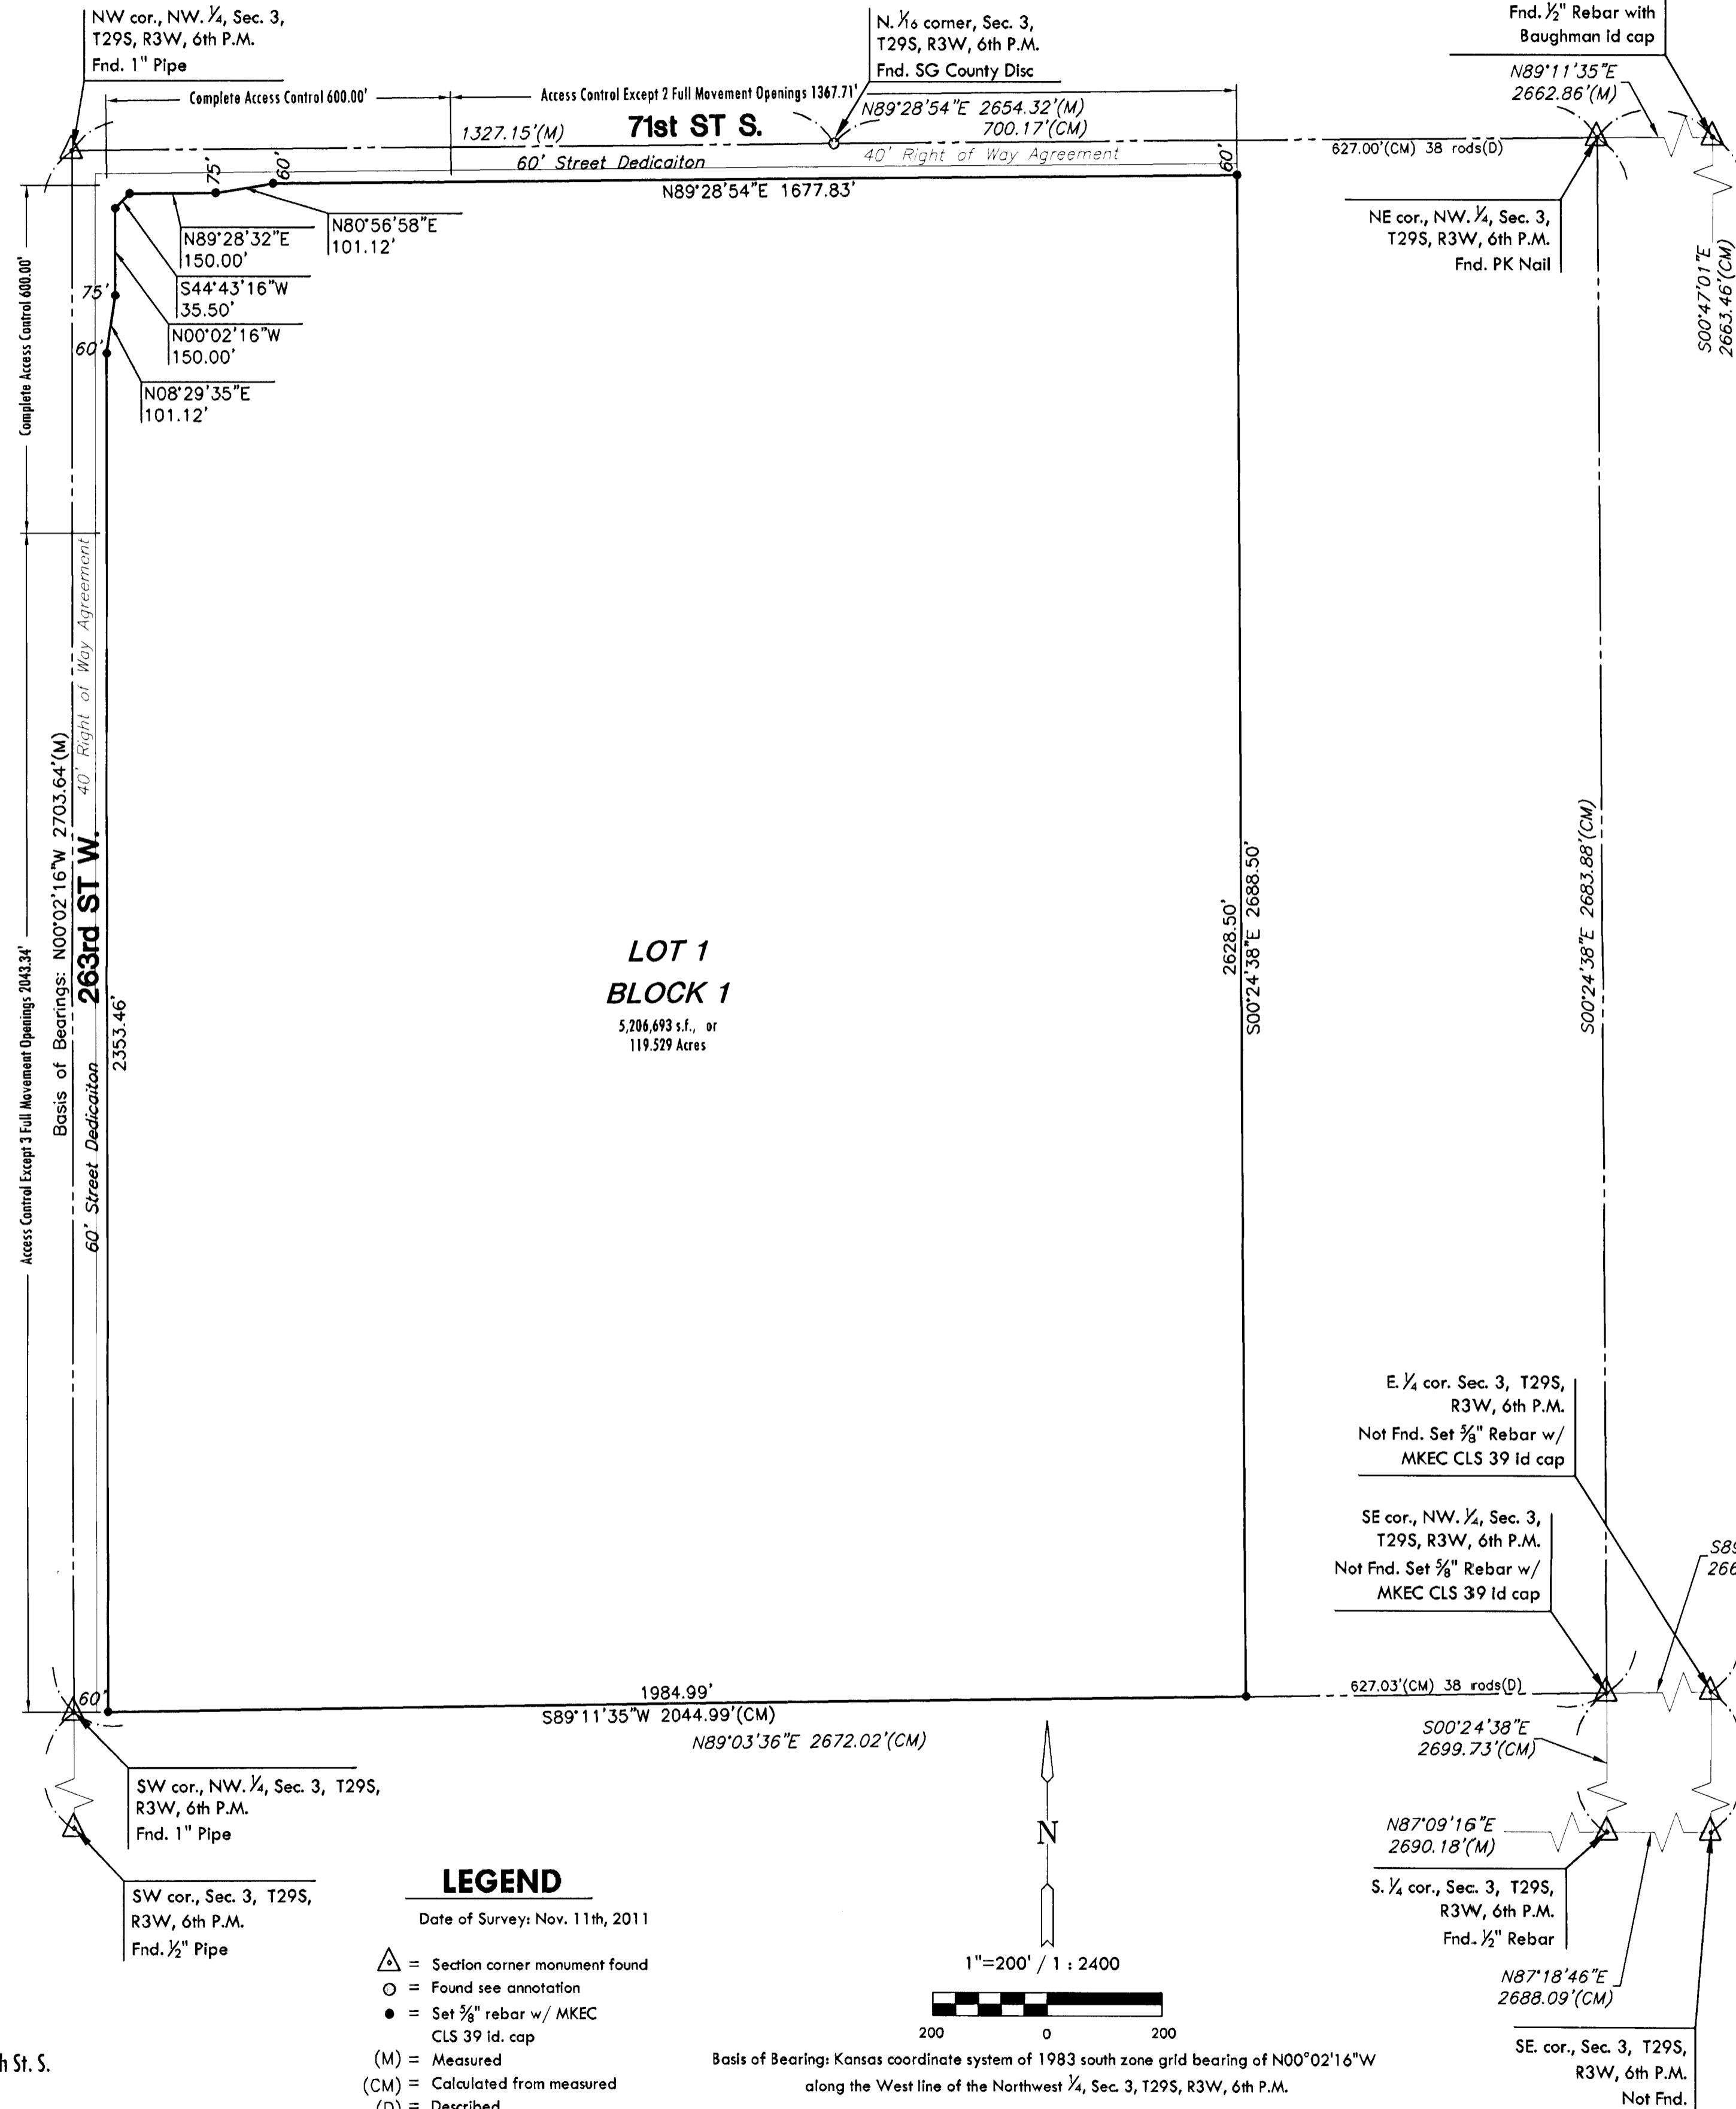 NW cor., NW. ¼, Sec. 3,
T29S, R3W, 6th P.M.
Fnd. 1" Pipe
N. 1/16 corner, Sec. 3,
T29S, R3W, 6th P.M.
Fnd. SG County Disc
Fnd. ½" Rebar with
Baughman id cap
N89°11'35"E
2662.86'(M)
Complete Access Control 600.00'
Access Control Except 2 Full Movement Openings 1367.71'
N89°28'54"E 2654.32'(M)
1327.15'(M)
71st ST S.
700.17'(CM)
60' Street Dedicaiton
40' Right of Way Agreement
60'
627.00'(CM) 38 rods(D)
75'
60'
N89°28'54"E 1677.83'
N80°56'58"E
101.12'
N89°28'32"E
150.00'
S44°43'16"W
35.50'
N00°02'16"W
150.00'
N08°29'35"E
101.12'
75'
60'
NE cor., NW. ¼, Sec. 3,
T29S, R3W, 6th P.M.
Fnd. PK Nail
S00°47'01"E
2663.46'(CM)
Complete Access Control 600.00'
Access Control Except 3 Full Movement Openings 2043.34'
Basis of Bearings: N00°02'16"W 2703.64'(M)
263rd ST W.
40' Right of Way Agreement
60' Street Dedicaiton
2353.46'
LOT 1
BLOCK 1
5,206,693 s.f., or
119.529 Acres
2628.50'
S00°24'38"E 2688.50'
S00°24'38"E 2683.88'(CM)
E. ¼ cor. Sec. 3, T29S,
R3W, 6th P.M.
Not Fnd. Set ⅝" Rebar w/
MKEC CLS 39 id cap
SE cor., NW. ¼, Sec. 3,
T29S, R3W, 6th P.M.
Not Fnd. Set ⅝" Rebar w/
MKEC CLS 39 id cap
S89
266
60'
1984.99'
S89°11'35"W 2044.99'(CM)
N89°03'36"E 2672.02'(CM)
627.03'(CM) 38 rods(D)
S00°24'38"E
2699.73'(CM)
SW cor., NW. ¼, Sec. 3, T29S,
R3W, 6th P.M.
Fnd. 1" Pipe
N
N87°09'16"E
2690.18'(M)
SW cor., Sec. 3, T29S,
R3W, 6th P.M.
Fnd. ½" Pipe
S. ¼ cor., Sec. 3, T29S,
R3W, 6th P.M.
Fnd. ½" Rebar
N87°18'46"E
2688.09'(CM)
SE. cor., Sec. 3, T29S,
R3W, 6th P.M.
Not Fnd.
LEGEND
Date of Survey: Nov. 11th, 2011
= Section corner monument found
= Found see annotation
= Set ⅝" rebar w/ MKEC
CLS 39 id. cap
(M) = Measured
(CM) = Calculated from measured
(D) = Described
1"=200' / 1 : 2400
200 0 200
Basis of Bearing: Kansas coordinate system of 1983 south zone grid bearing of N00°02'16"W
along the West line of the Northwest ¼, Sec. 3, T29S, R3W, 6th P.M.
h St. S.